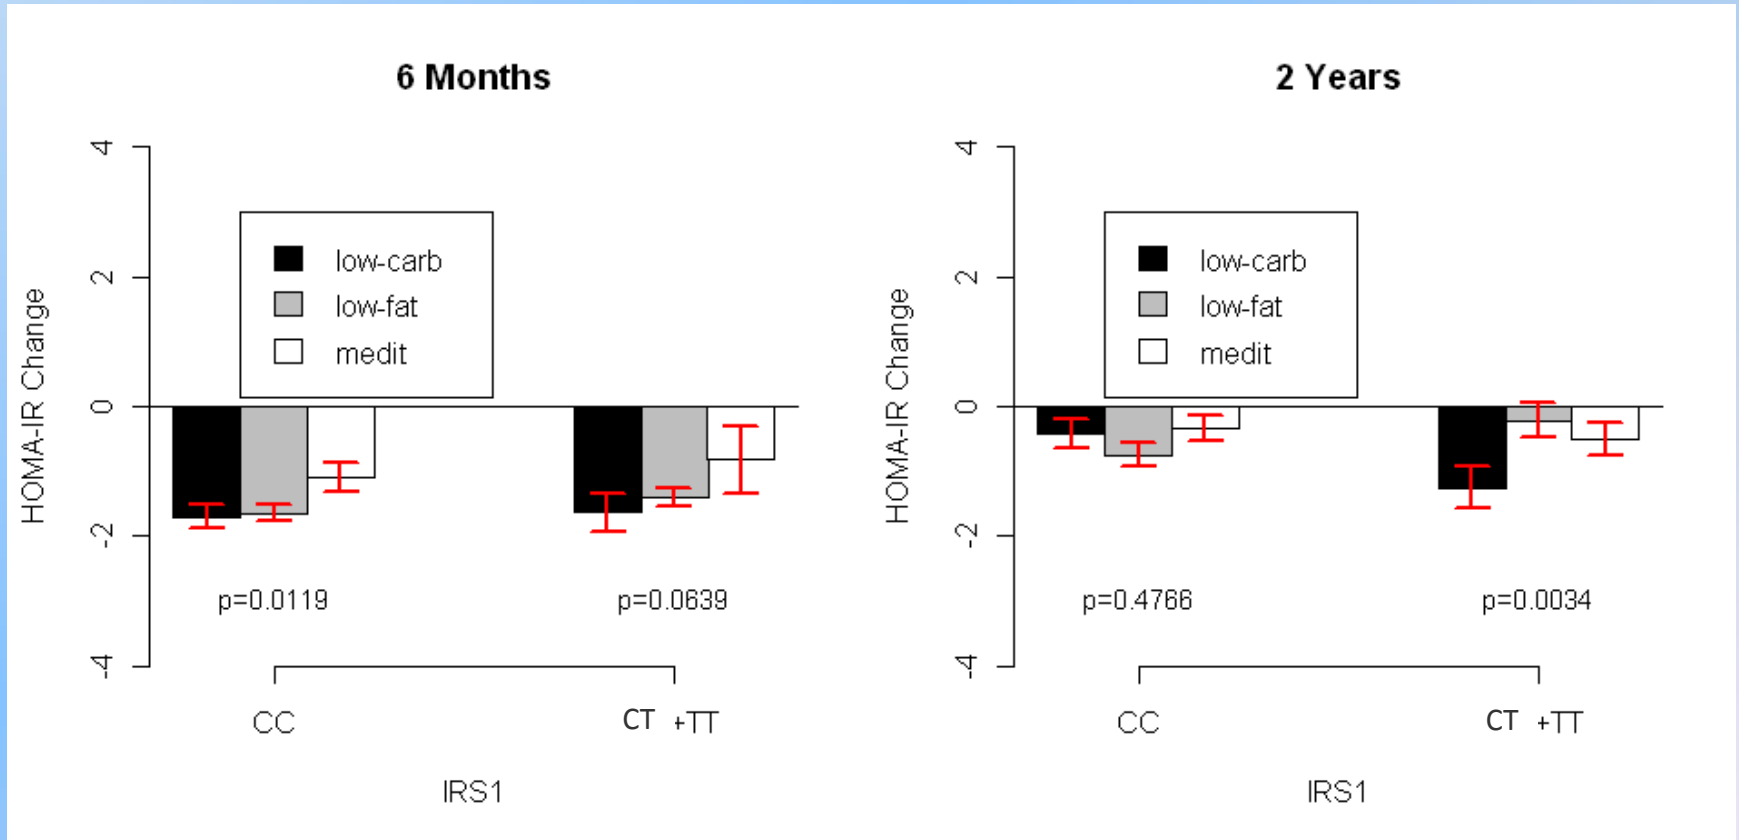 6 Months
4
2
0
-2
-4
HOMA-IR Change
low-carb
low-fat
medit
p=0.0119
p=0.0639
CC
CT +TT
IRS1
2 Years
4
2
0
-2
-4
HOMA-IR Change
low-carb
low-fat
medit
p=0.4766
p=0.0034
CC
CT +TT
IRS1